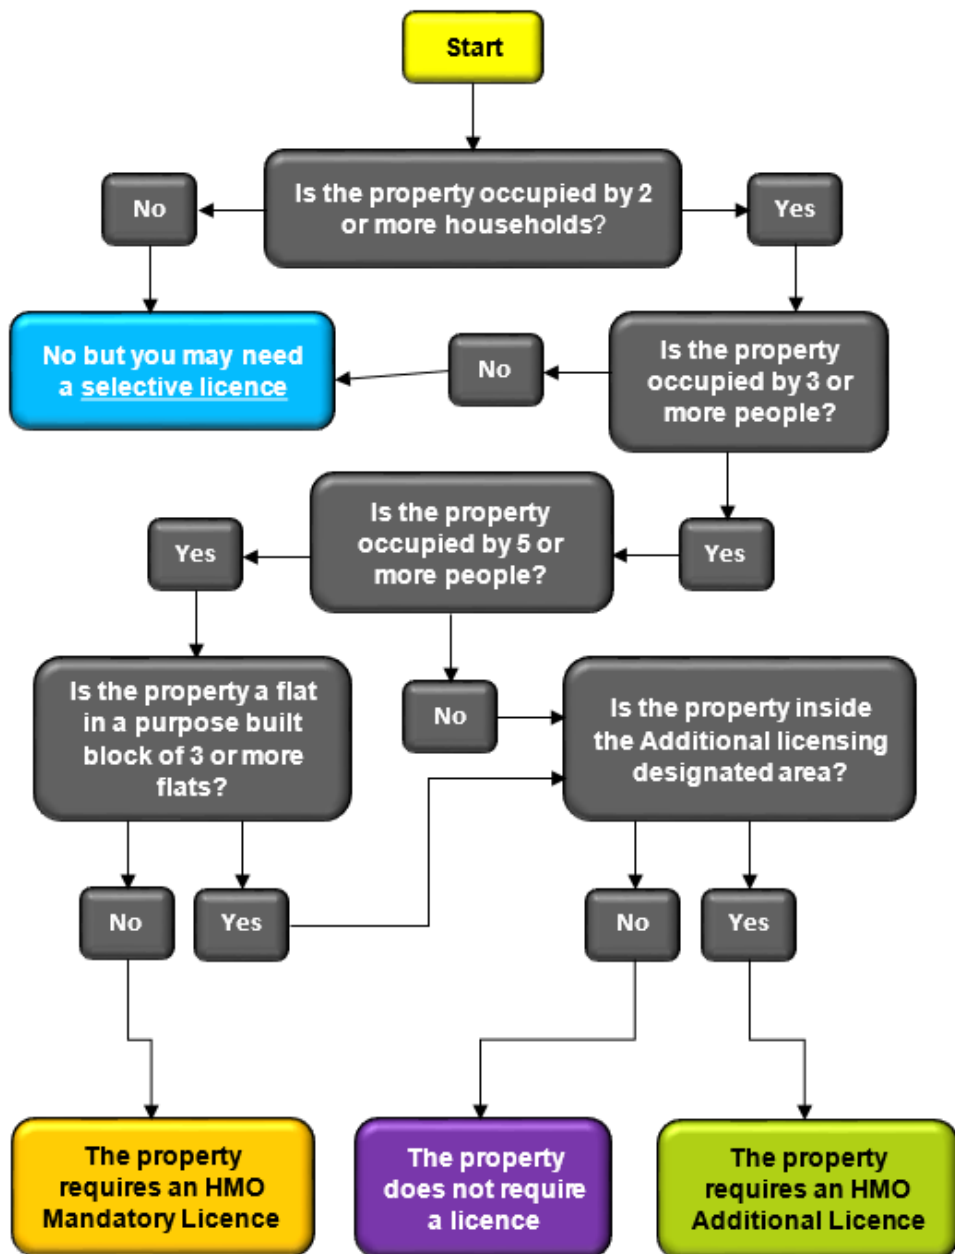 Start
Is the property occupied by 2
or more households?
No
Yes
No but you may need
a selective licence
No
Is the property
occupied by 3 or
more people?
Is the property
occupied by 5 or
more people?
Yes
Yes
Is the property a flat
in a purpose built
block of 3 or more
flats?
No
Is the property inside
the Additional licensing
designated area?
No
Yes
No
Yes
The property
requires an HMO
Mandatory Licence
The property
does not require
a licence
The property
requires an HMO
Additional Licence